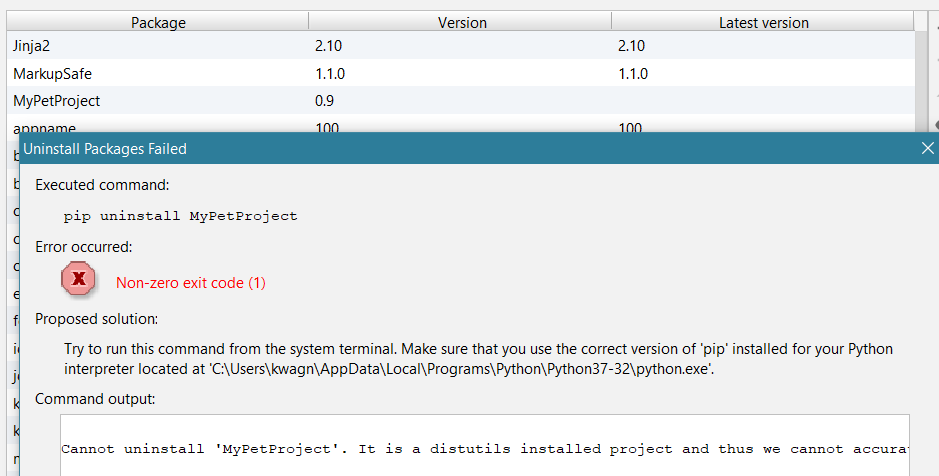 Package Version Latest version
Jinja2 2.10 2.10
MarkupSafe 1.1.0 1.1.0
MyPetProject 0.9
appname 100 100
Uninstall Packages Failed
Executed command:
pip uninstall MyPetProject
Error occurred:
Non-zero exit code (1)
Proposed solution:
Try to run this command from the system terminal. Make sure that you use the correct version of 'pip' installed for your Python
interpreter located at 'C:\Users\kwagn\AppData\Local\Programs\Python\Python37-32\python.exe'.
Command output:
Cannot uninstall 'MyPetProject'. It is a distutils installed project and thus we cannot accura